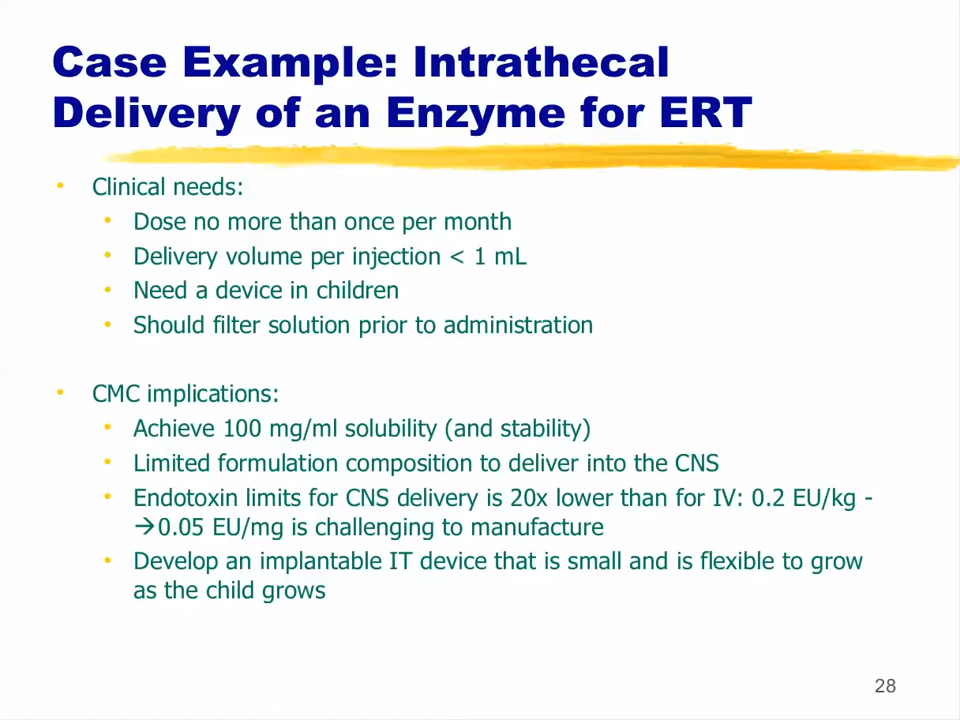 Case Example: Intrathecal
Delivery of an Enzyme for ERT
• Clinical needs:
• Dose no more than once per month
• Delivery volume per injection < 1 mL
• Need a device in children
• Should filter solution prior to administration
• CMC implications:
• Achieve 100 mg/ml solubility (and stability)
• Limited formulation composition to deliver into the CNS
• Endotoxin limits for CNS delivery is 20x lower than for IV: 0.2 EU/kg -
→0.05 EU/mg is challenging to manufacture
• Develop an implantable IT device that is small and is flexible to grow
as the child grows
28